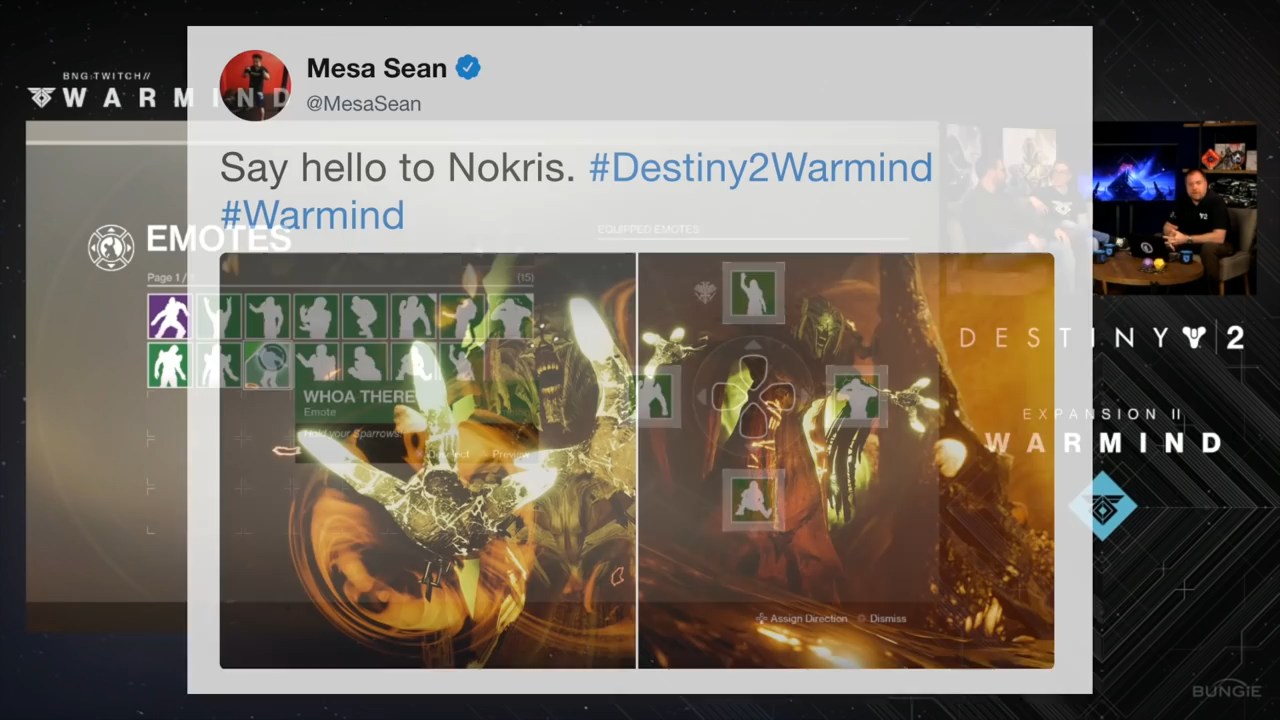 BNG:TWITCH//
WARMIND
Mesa Sean
@MesaSean
Say hello to Nokris. #Destiny2Warmind
#Warmind
EMOTES
EQUIPPED EMOTES
Page 1/
(15)
WHOA THERE
Emote
Hold your Sparrows!
Deselect
Preview
Assign Direction
Dismiss
DESTINY 2
EXPANSION II
WARMIND
BUNGIE